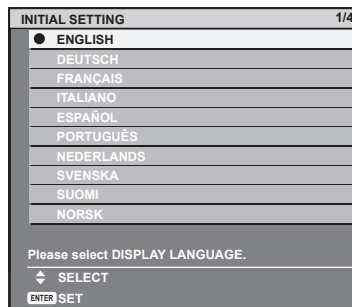 INITIAL SETTING 1/4
ENGLISH
DEUTSCH
FRANÇAIS
ITALIANO
ESPAÑOL
PORTUGUÊS
NEDERLANDS
SVENSKA
SUOMI
NORSK
Please select DISPLAY LANGUAGE.
SELECT
ENTER SET